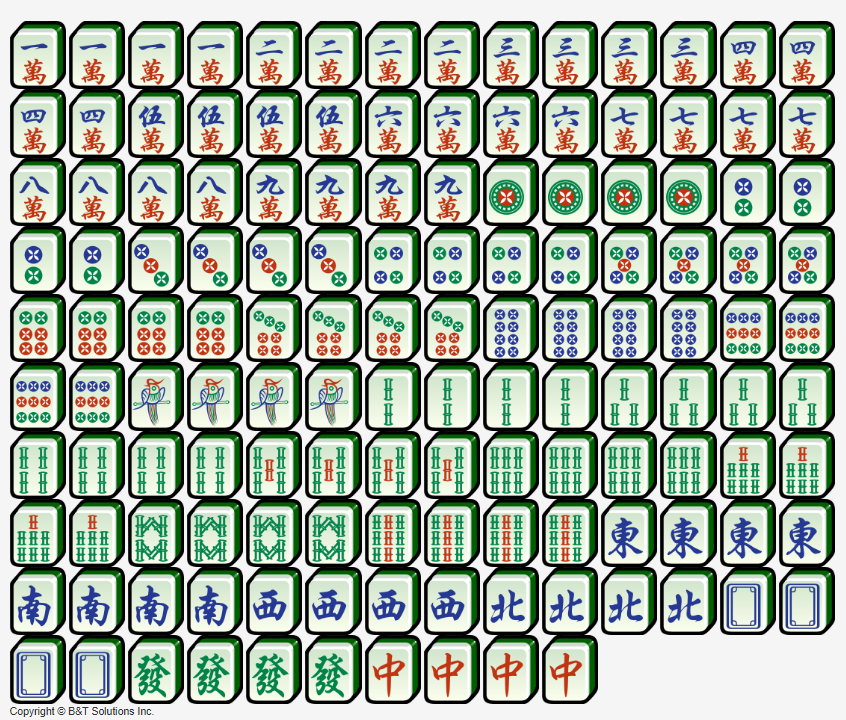 一萬 一萬 一萬 一萬 二萬 二萬 二萬 二萬 三萬 三萬 三萬 三萬 四萬 四萬
四萬 四萬 伍萬 伍萬 伍萬 伍萬 六萬 六萬 六萬 六萬 七萬 七萬 七萬 七萬
八萬 八萬 八萬 八萬 九萬 九萬 九萬 九萬
東 東 東 東
南 南 南 南 西 西 西 西 北 北 北 北
發 發 發 發 中 中 中 中
Copyright © B&T Solutions Inc.